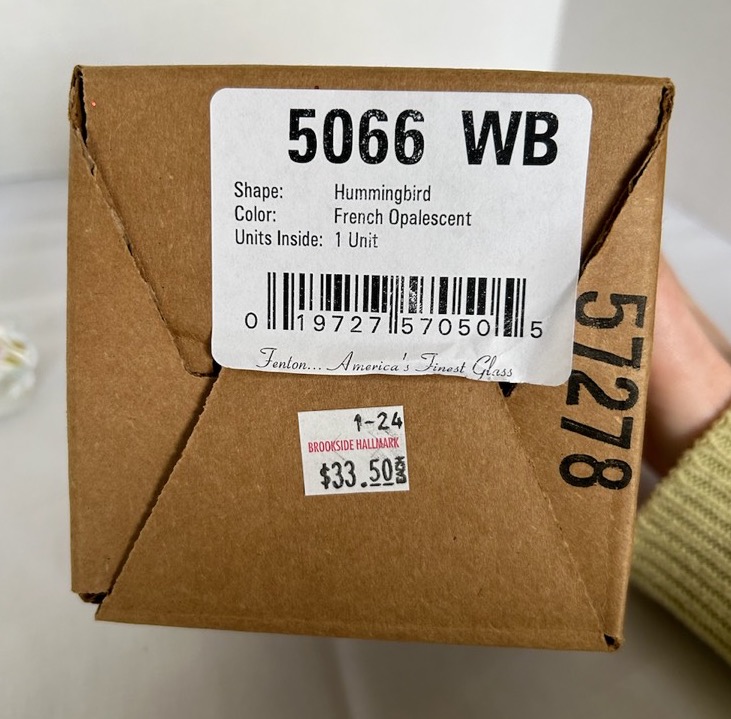 5066 WB
Shape: Hummingbird
Color: French Opalescent
Units Inside: 1 Unit
0 19727 57050 5
Fenton... America's Finest Glass
57278
1-24
BROOKSIDE HALLMARK
$33.50